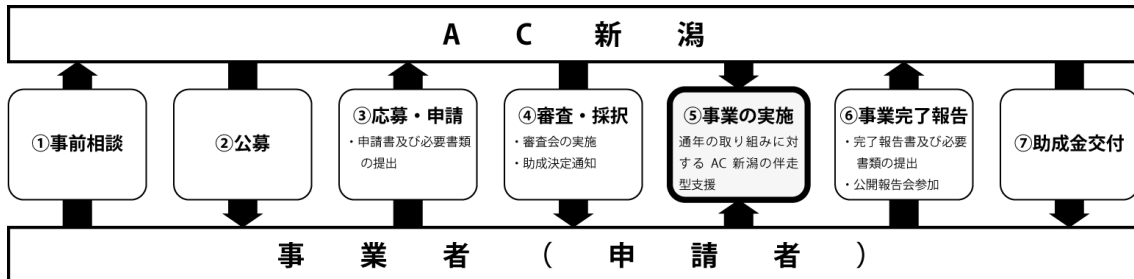 AC新潟
①事前相談
②公募
③応募・申請
・申請書及び必要書類
の提出
④審査・採択
・審査会の実施
・助成決定通知
⑤事業の実施
通年の取り組みに対
する AC 新潟の伴走
型支援
⑥事業完了報告
・完了報告書及び必要
書類の提出
・公開報告会参加
⑦助成金交付
事業者（申請者）